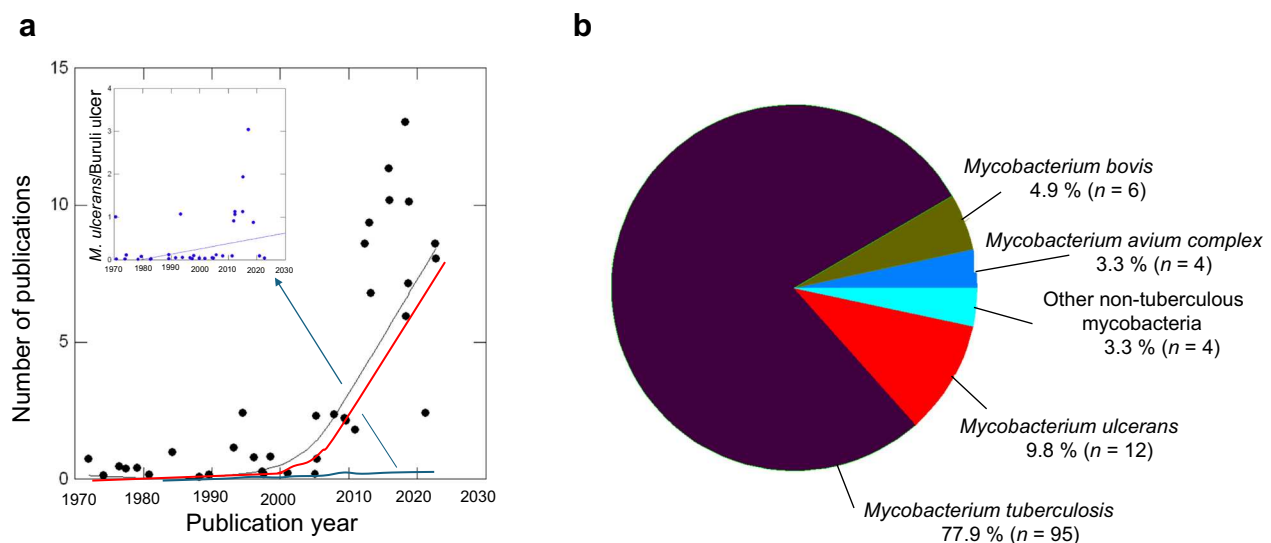 a
b
15
10
5
0
1970
1980
1990
2000
2010
2020
2030
Number of publications
Publication year
4
3
2
1
0
1970
1980
1990
2000
2010
2020
2030
M. ulcerans/Buruli ulcer
Mycobacterium bovis
4.9 % (n = 6)
Mycobacterium avium complex
3.3 % (n = 4)
Other non-tuberculous
mycobacteria
3.3 % (n = 4)
Mycobacterium ulcerans
9.8 % (n = 12)
Mycobacterium tuberculosis
77.9 % (n = 95)